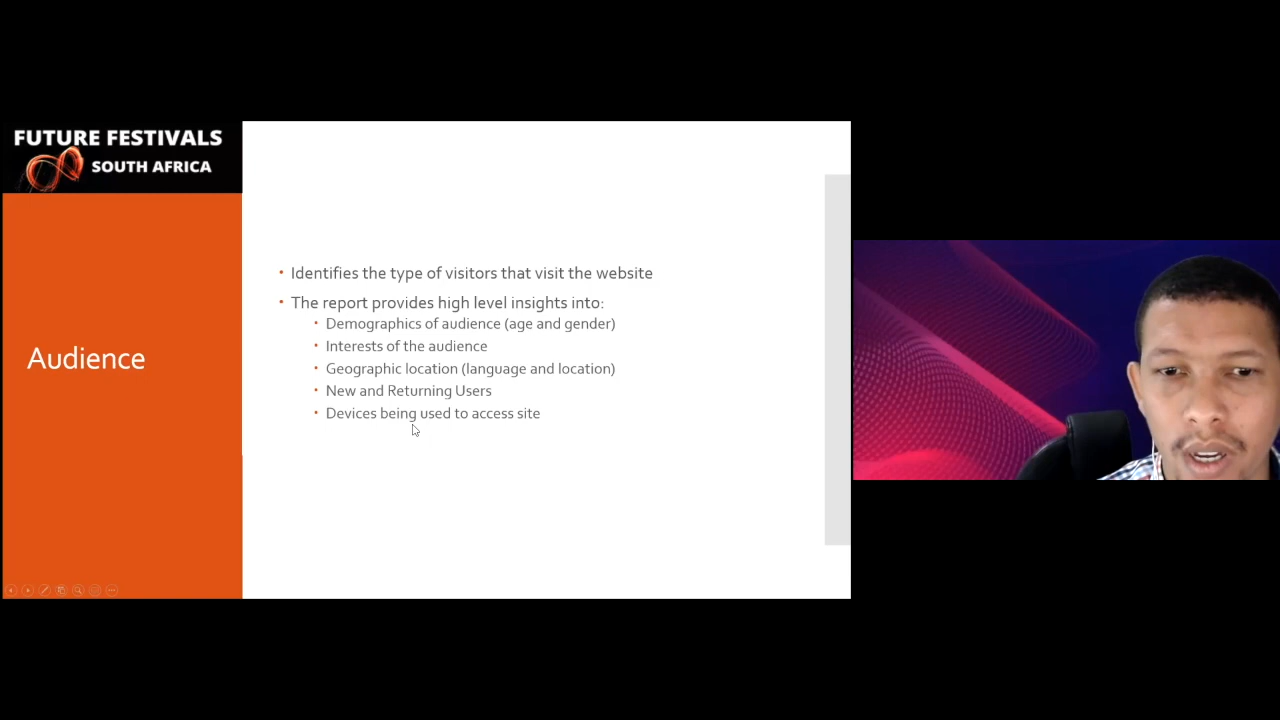 FUTURE FESTIVALS
SOUTH AFRICA
Audience
• Identifies the type of visitors that visit the website
• The report provides high level insights into:
• Demographics of audience (age and gender)
• Interests of the audience
• Geographic location (language and location)
• New and Returning Users
• Devices being used to access site